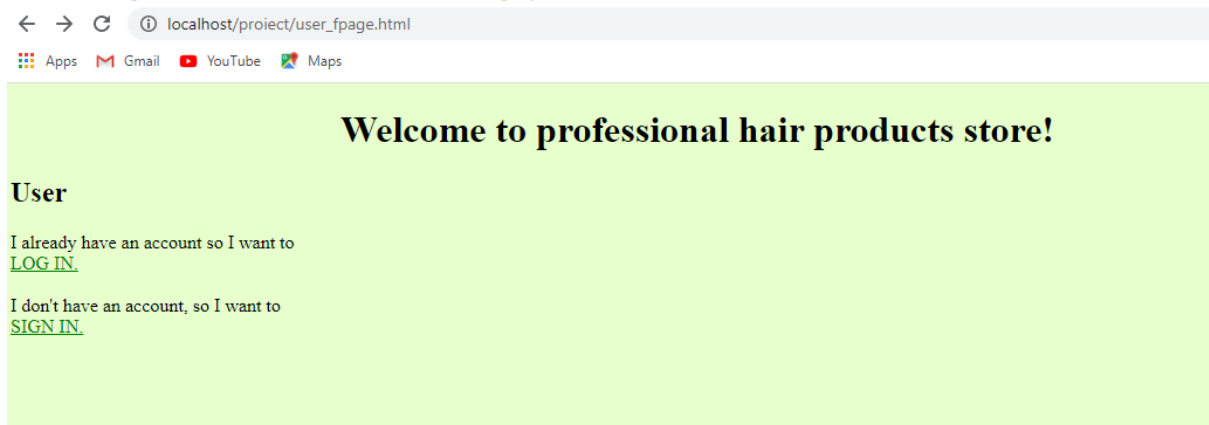 localhost/proiect/user_fpage.html
Apps Gmail YouTube Maps
Welcome to professional hair products store!
User
I already have an account so I want to
LOG IN.
I don't have an account, so I want to
SIGN IN.